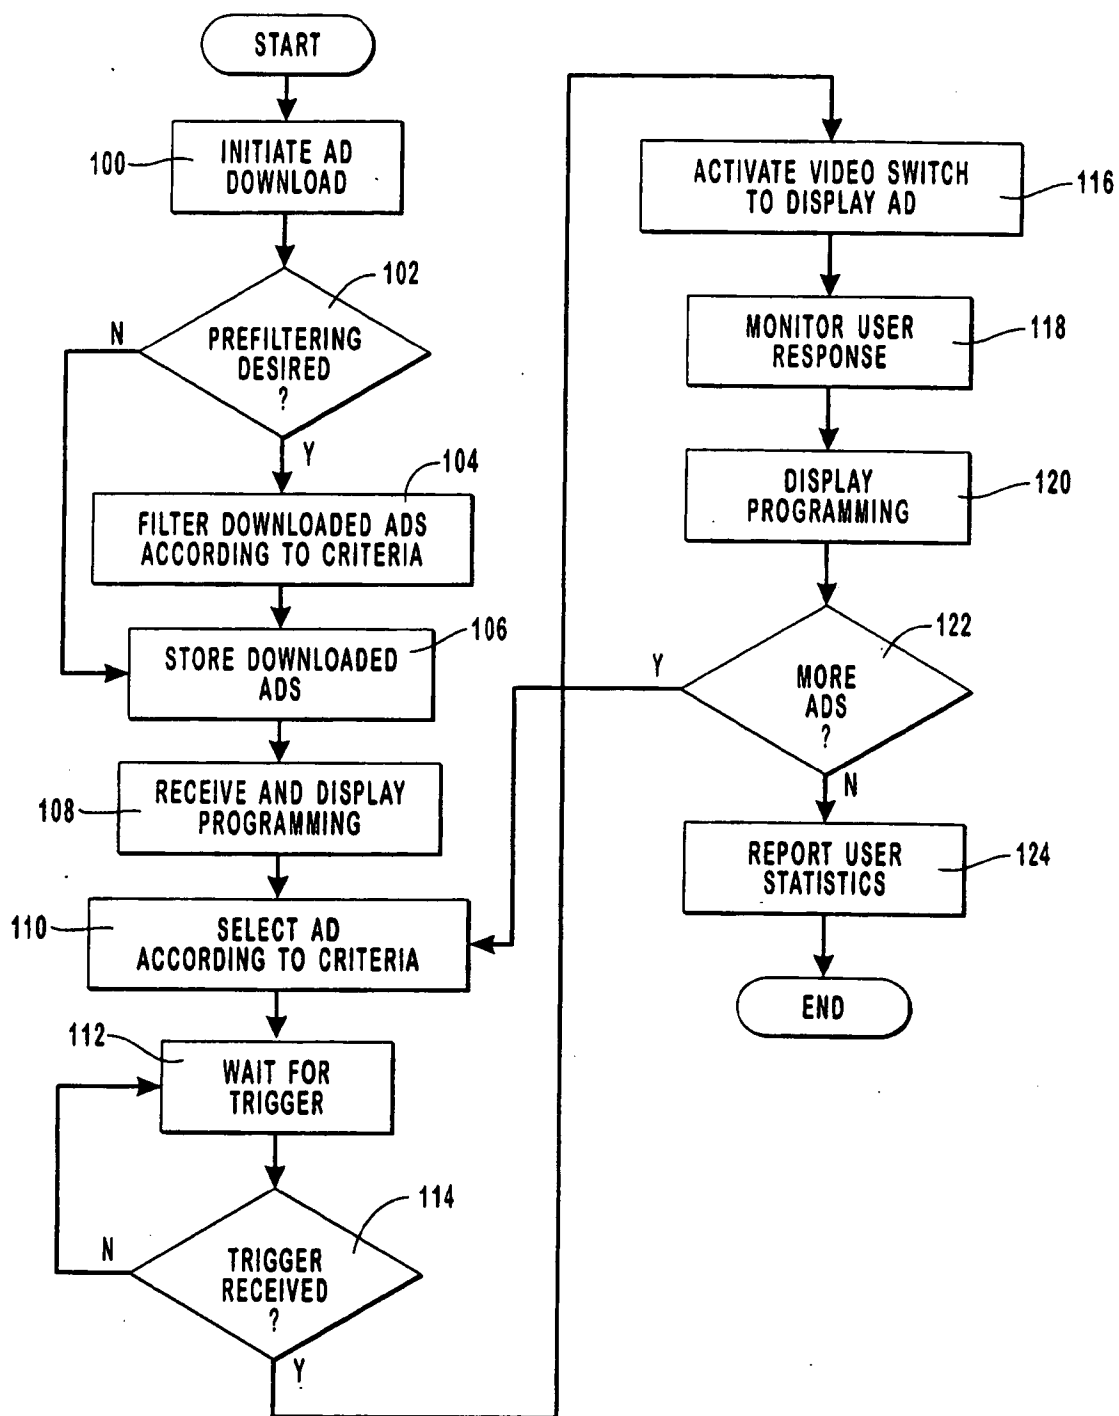 START
100
INITIATE AD
DOWNLOAD
102
N
PREFILTERING
DESIRED
?
Y
104
FILTER DOWNLOADED ADS
ACCORDING TO CRITERIA
106
STORE DOWNLOADED
ADS
108
RECEIVE AND DISPLAY
PROGRAMMING
110
SELECT AD
ACCORDING TO CRITERIA
112
WAIT FOR
TRIGGER
114
N
TRIGGER
RECEIVED
?
Y
ACTIVATE VIDEO SWITCH
TO DISPLAY AD
116
MONITOR USER
RESPONSE
118
DISPLAY
PROGRAMMING
120
122
Y
MORE
ADS
?
N
REPORT USER
STATISTICS
124
END